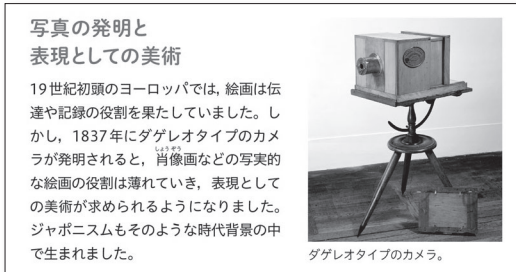 写真の発明と
表現としての美術
19世紀初頭のヨーロッパでは，絵画は伝
達や記録の役割を果たしていました。し
かし，1837年にダゲレオタイプのカメ
ラが発明されると，肖像画などの写実的
な絵画の役割は薄れていき，表現として
の美術が求められるようになりました。
ジャポニスムもそのような時代背景の中
で生まれました。
ダゲレオタイプのカメラ。